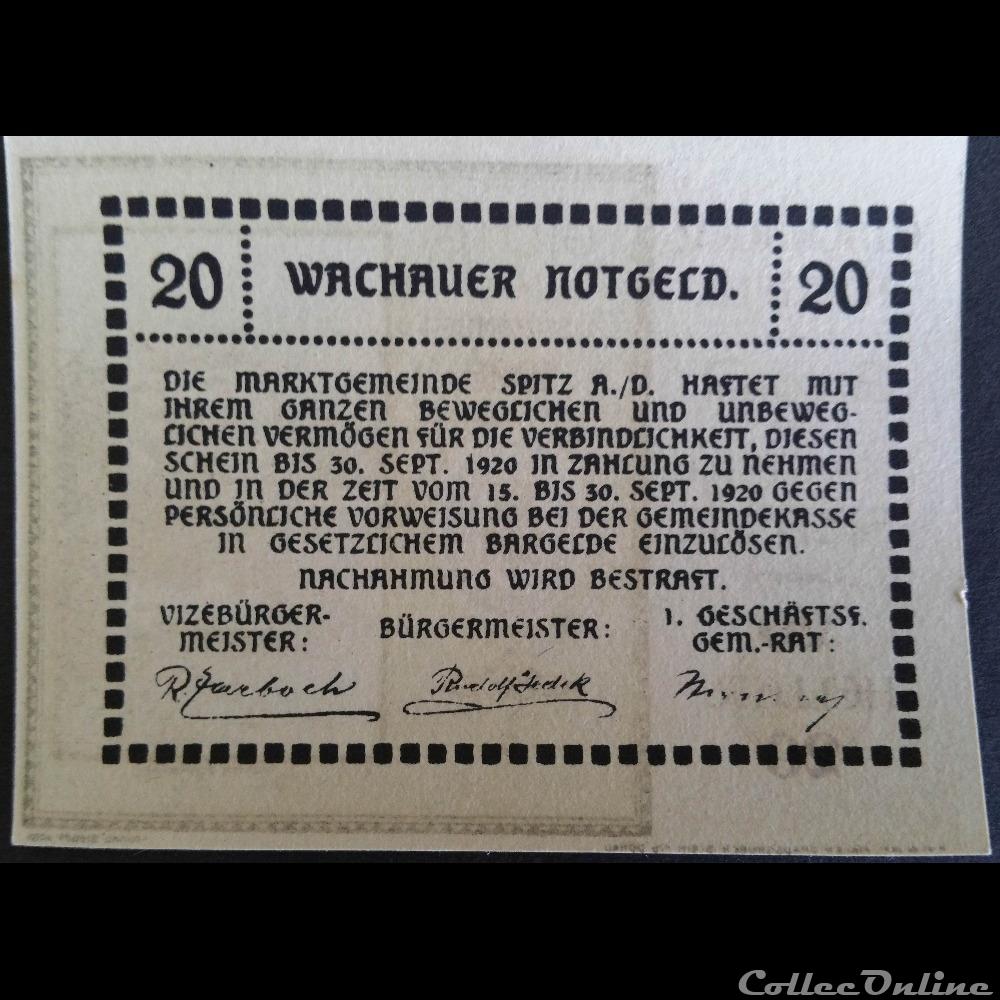 20 WACHAUER NOTGELD. 20
DIE MARKTGEMEINDE SPITZ A./D. HAFTET MIT
IHREM GANZEN BEWEGLICHEN UND UNBEWEG-
LICHEN VERMÖGEN FÜR DIE VERBINDLICHKEIT, DIESEN
SCHEIN BIS 30. SEPT. 1920 IN ZAHLUNG ZU NEHMEN
UND IN DER ZEIT VOM 15. BIS 30. SEPT. 1920 GEGEN
PERSÖNLICHE VORWEISUNG BEI DER GEMEINDEKASSE
IN GESETZLICHEM BARGELDE EINZULÖSEN.
NACHAHMUNG WIRD BESTRAFT.
VIZEBÜRGER-
MEISTER:
BÜRGERMEISTER:
1. GESCHÄFTSF.
GEM.-RAT:
Rudolf
CollecOnline